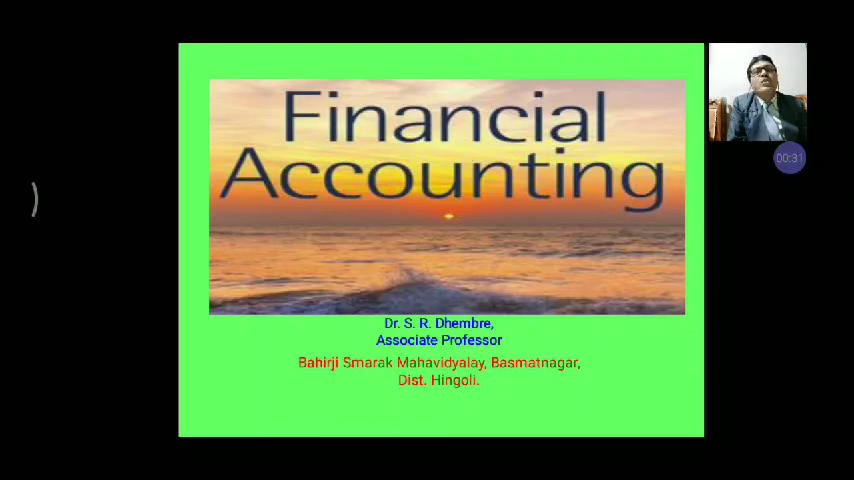 Financial
Accounting
00:31
Dr. S. R. Dhembre,
Associate Professor
Bahirji Smarak Mahavidyalay, Basmatnagar,
Dist. Hingoli.